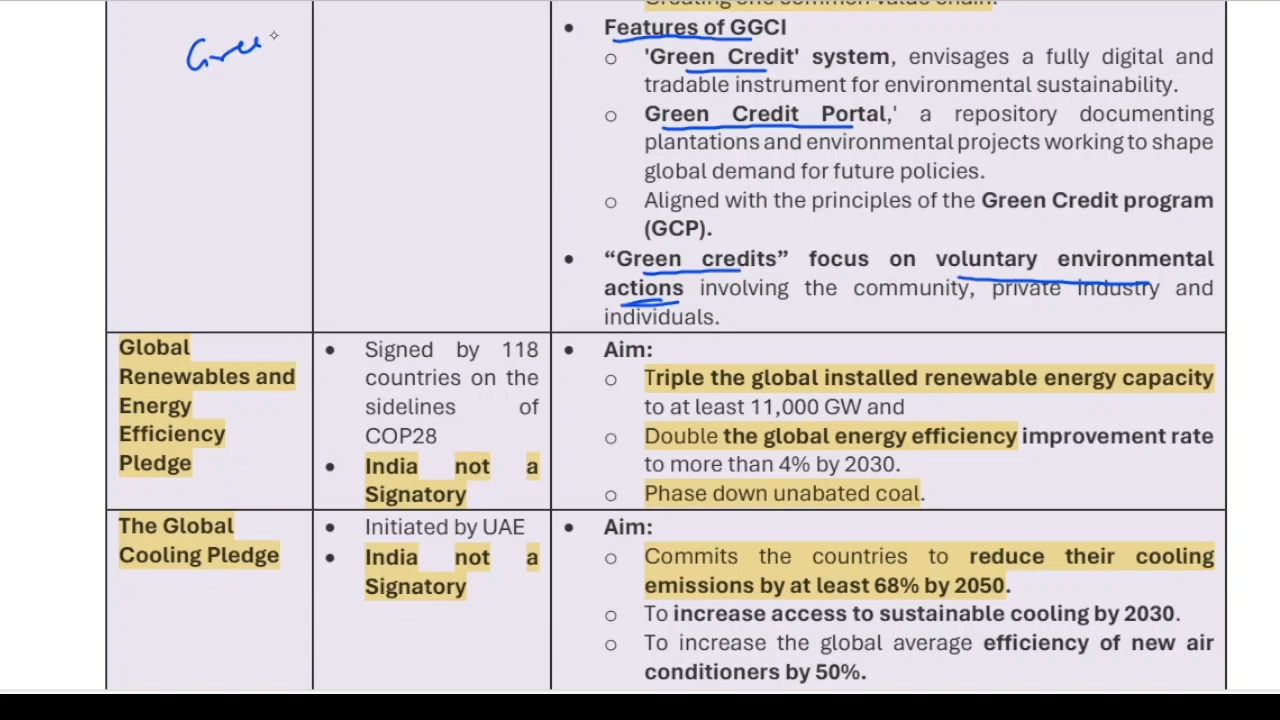 Creating one common value chain.
Gree
• Features of GGCI
○ 'Green Credit' system, envisages a fully digital and
tradable instrument for environmental sustainability.
○ Green Credit Portal,' a repository documenting
plantations and environmental projects working to shape
global demand for future policies.
○ Aligned with the principles of the Green Credit program
(GCP).
• “Green credits” focus on voluntary environmental
actions involving the community, private industry and
individuals.
Global
Renewables and
Energy
Efficiency
Pledge
• Signed by 118
countries on the
sidelines of
COP28
• India not a
Signatory
• Aim:
○ Triple the global installed renewable energy capacity
to at least 11,000 GW and
○ Double the global energy efficiency improvement rate
to more than 4% by 2030.
○ Phase down unabated coal.
The Global
Cooling Pledge
• Initiated by UAE
• India not a
Signatory
• Aim:
○ Commits the countries to reduce their cooling
emissions by at least 68% by 2050.
○ To increase access to sustainable cooling by 2030.
○ To increase the global average efficiency of new air
conditioners by 50%.